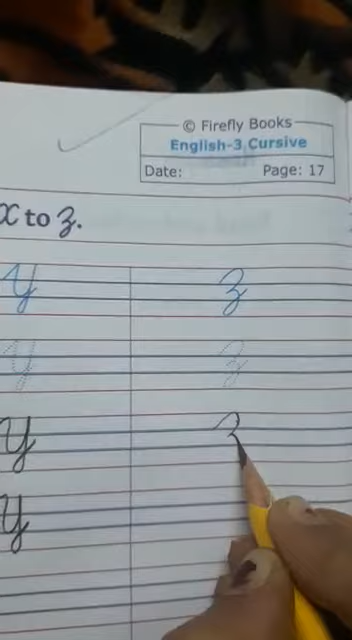 © Firefly Books
English-3 Cursive
Date: Page: 17
x to z.
y z
y z
y z
y